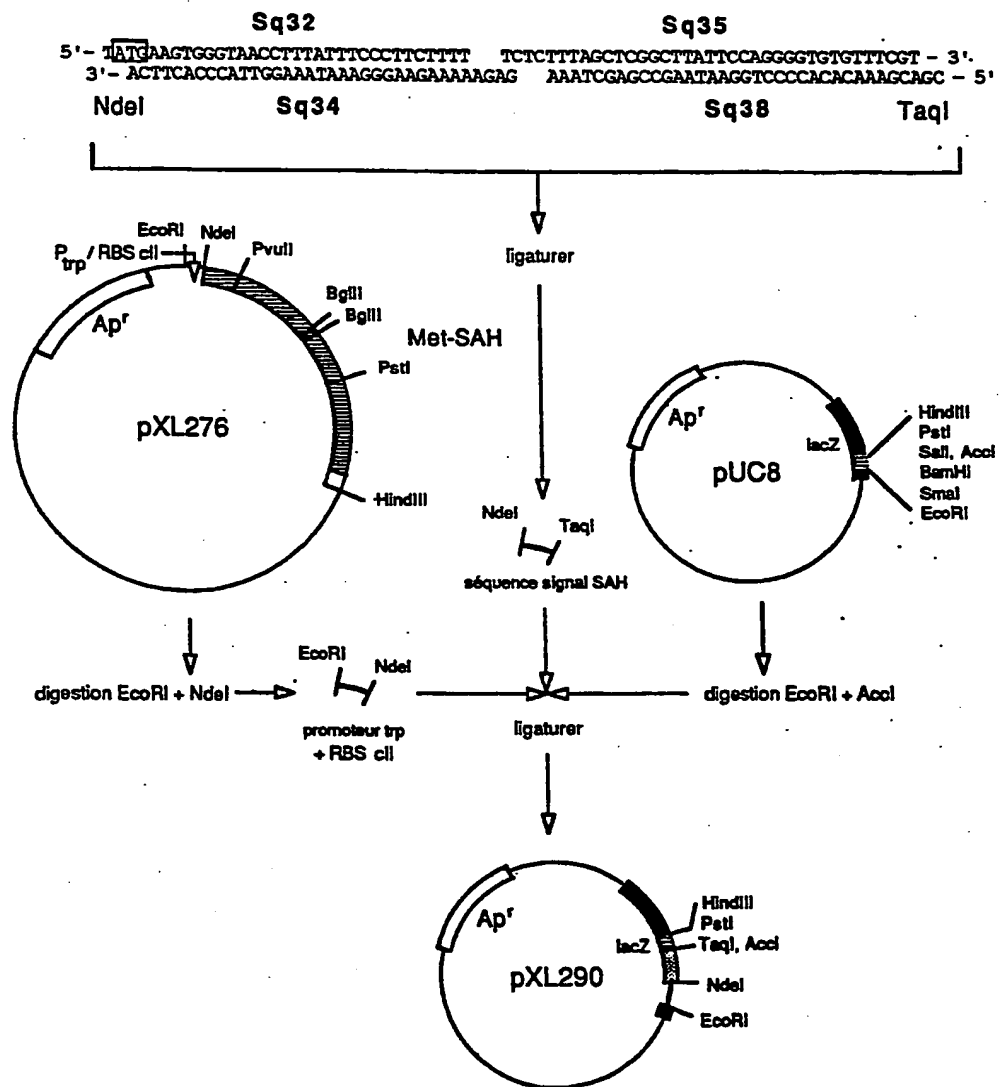 Sq32 Sq35
5'- TATGAAGTGGGTAACCTTTATTTCCCTTCTTTTT TCTCTTTAGCTCGGCTTATTCCAGGGGTGTGTTTCGT - 3'.
3'- ACTTCACCCATTGGAAATAAAGGGAAGAAAAAGAG AAATCGAGCCGAATAAGGTCCCCACACAAAGCAGC - 5'
NdeI Sq34 Sq38 TaqI
ligaturer
EcoRI
NdeI
Ptrp/RBS cII
PvuII
BglII
BglII
Met-SAH
PstI
Apr
pXL276
HindIII
Apr
lacZ
pUC8
HindIII
PstI
SalI, AccI
BamHI
SmaI
EcoRI
NdeI
TaqI
séquence signal SAH
digestion EcoRI + NdeI
EcoRI
NdeI
promoteur trp
+ RBS cII
digestion EcoRI + AccI
ligaturer
Apr
lacZ
pXL290
HindIII
PstI
TaqI, AccI
NdeI
EcoRI